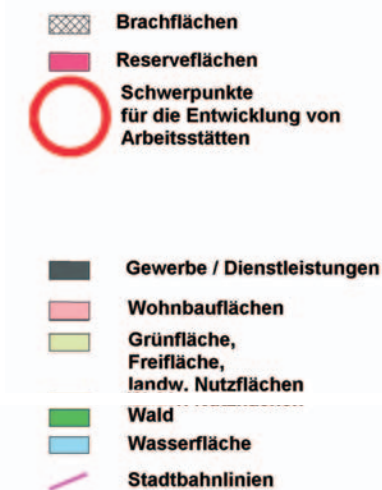 Brachflächen
Reserveflächen
Schwerpunkte
für die Entwicklung von
Arbeitsstätten
Gewerbe / Dienstleistungen
Wohnbauflächen
Grünfläche,
Freifläche,
landw. Nutzflächen
Wald
Wasserfläche
Stadtbahnlinien